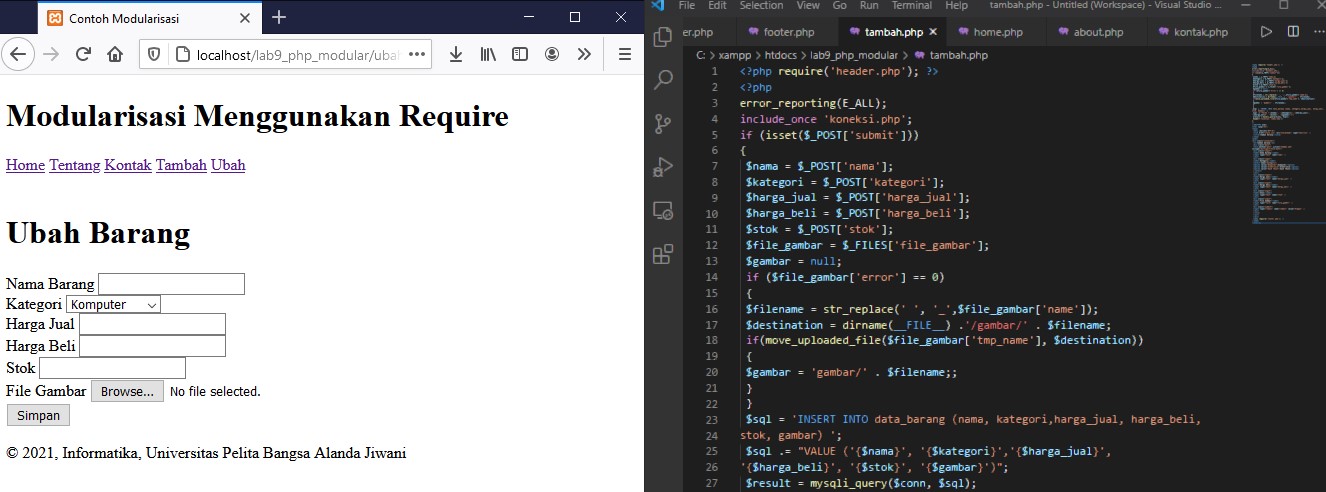 Contoh Modularisasi
localhost/lab9_php_modular/ubah
Modularisasi Menggunakan Require
Home Tentang Kontak Tambah Ubah
Ubah Barang
Nama Barang
Kategori Komputer
Harga Jual
Harga Beli
Stok
File Gambar Browse... No file selected.
Simpan
© 2021, Informatika, Universitas Pelita Bangsa Alanda Jiwani
File Edit Selection View Go Run Terminal Help tambah.php - Untitled (Workspace) - Visual Studio ...
er.php footer.php tambah.php home.php about.php kontak.php
C: > xampp > htdocs > lab9_php_modular > tambah.php
1 <?php require('header.php'); ?>
2 <?php
3 error_reporting(E_ALL);
4 include_once 'koneksi.php';
5 if (isset($_POST['submit']))
6 {
7 $nama = $_POST['nama'];
8 $kategori = $_POST['kategori'];
9 $harga_jual = $_POST['harga_jual'];
10 $harga_beli = $_POST['harga_beli'];
11 $stok = $_POST['stok'];
12 $file_gambar = $_FILES['file_gambar'];
13 $gambar = null;
14 if ($file_gambar['error'] == 0)
15 {
16 $filename = str_replace(' ', '_',$file_gambar['name']);
17 $destination = dirname(__FILE__) .'/gambar/' . $filename;
18 if(move_uploaded_file($file_gambar['tmp_name'], $destination))
19 {
20 $gambar = 'gambar/' . $filename;;
21 }
22 }
23 $sql = 'INSERT INTO data_barang (nama, kategori,harga_jual, harga_beli,
24 stok, gambar) ';
25 $sql .= "VALUE ('{$nama}', '{$kategori}','{$harga_jual}',
26 '{$harga_beli}', '{$stok}', '{$gambar}')";
27 $result = mysqli_query($conn, $sql);